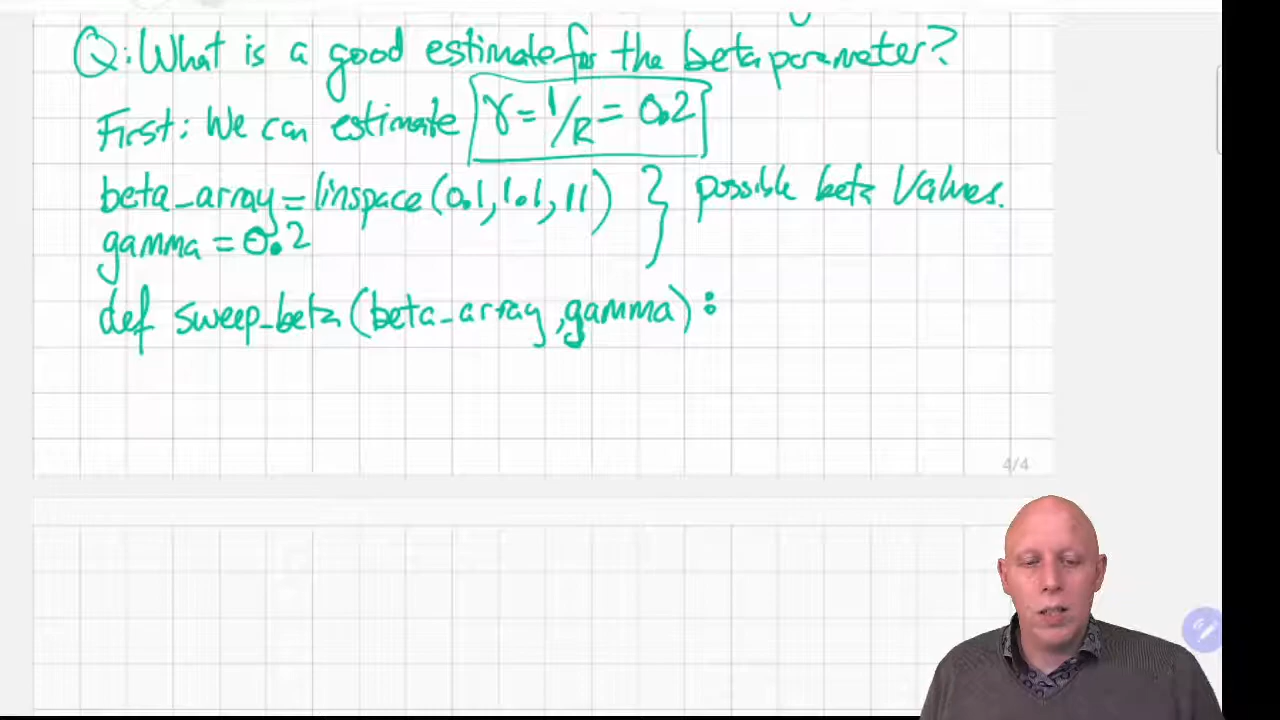 Q: What is a good estimate for the beta parameter?
First: We can estimate γ = 1/R = 0.2
beta_array = linspace(0.1, 1.1, 11) } possible beta values.
gamma = 0.2
def sweep_beta(beta_array, gamma):
4/4